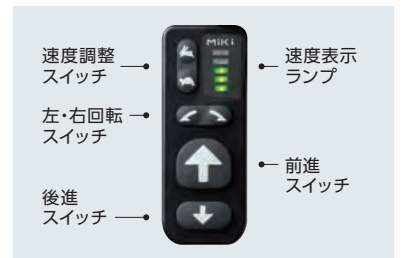 MiKi
速度調整
スイッチ
速度表示
ランプ
左・右回転
スイッチ
前進
スイッチ
後進
スイッチ